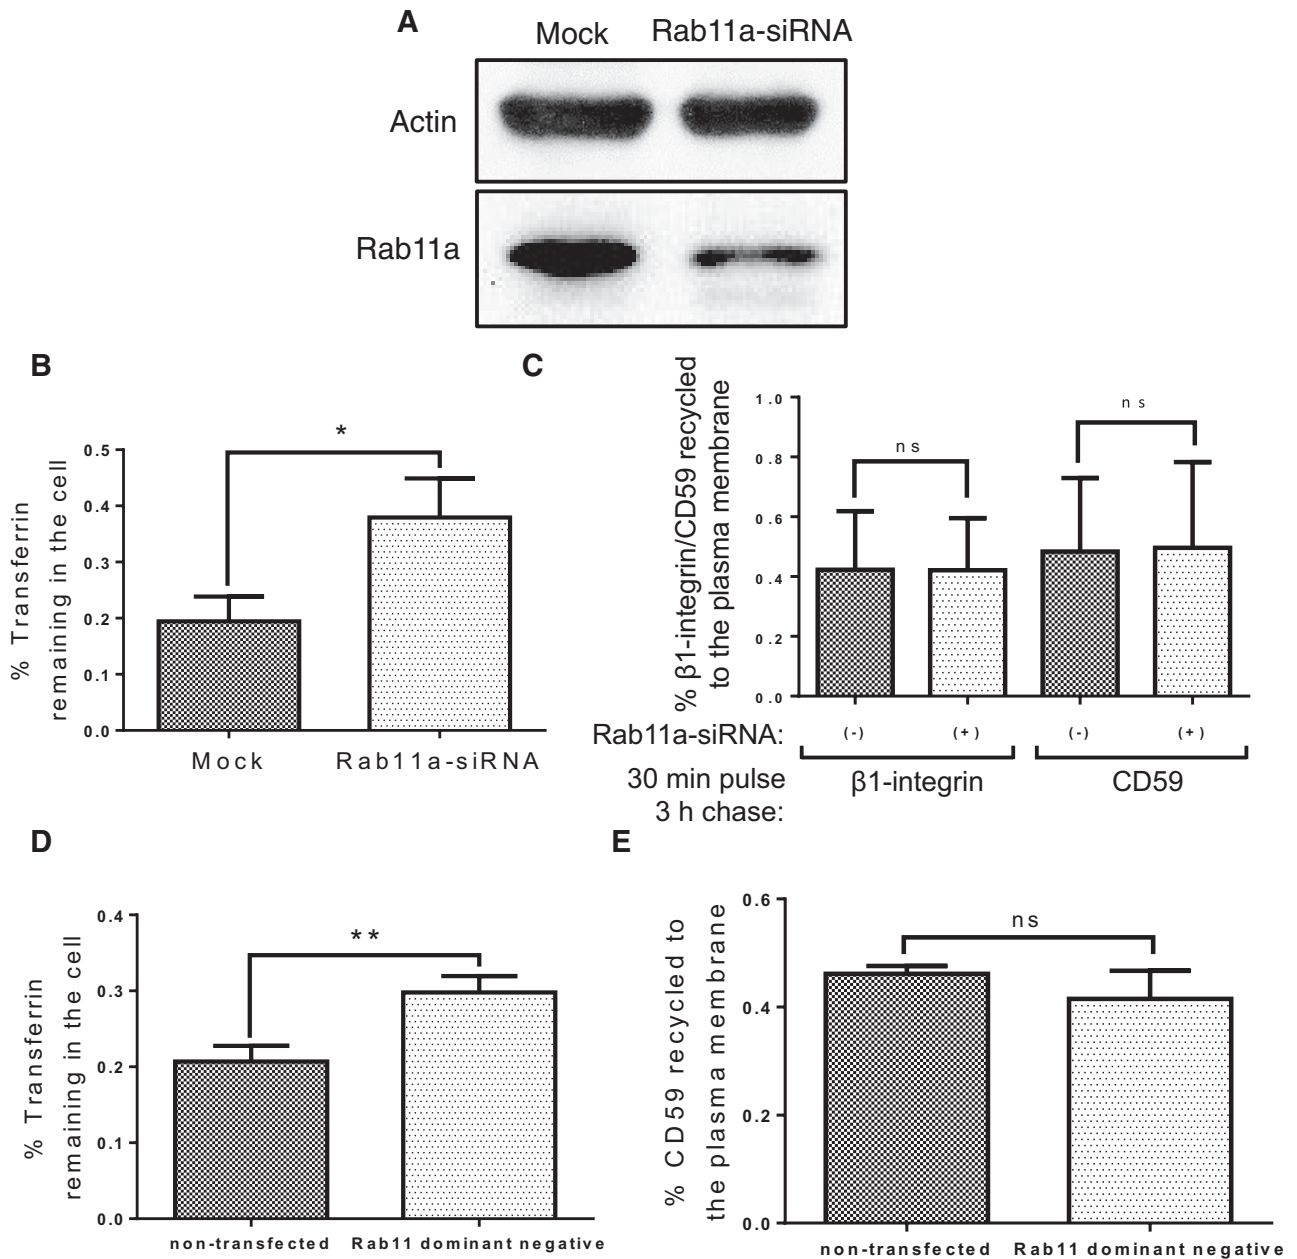 A
Mock Rab11a-siRNA
Actin
Rab11a
B
% Transferrin
remaining in the cell
0.5
0.4
0.3
0.2
0.1
0.0
*
Mock Rab11a-siRNA
C
% β1-integrin/CD59 recycled
to the plasma membrane
1.0
0.8
0.6
0.4
0.2
0.0
ns
ns
Rab11a-siRNA: (-) (+) (-) (+)
30 min pulse
3 h chase:
β1-integrin CD59
D
% Transferrin
remaining in the cell
0.4
0.3
0.2
0.1
0.0
**
non-transfected Rab11 dominant negative
E
% CD59 recycled to
the plasma membrane
0.6
0.4
0.2
0.0
ns
non-transfected Rab11 dominant negative